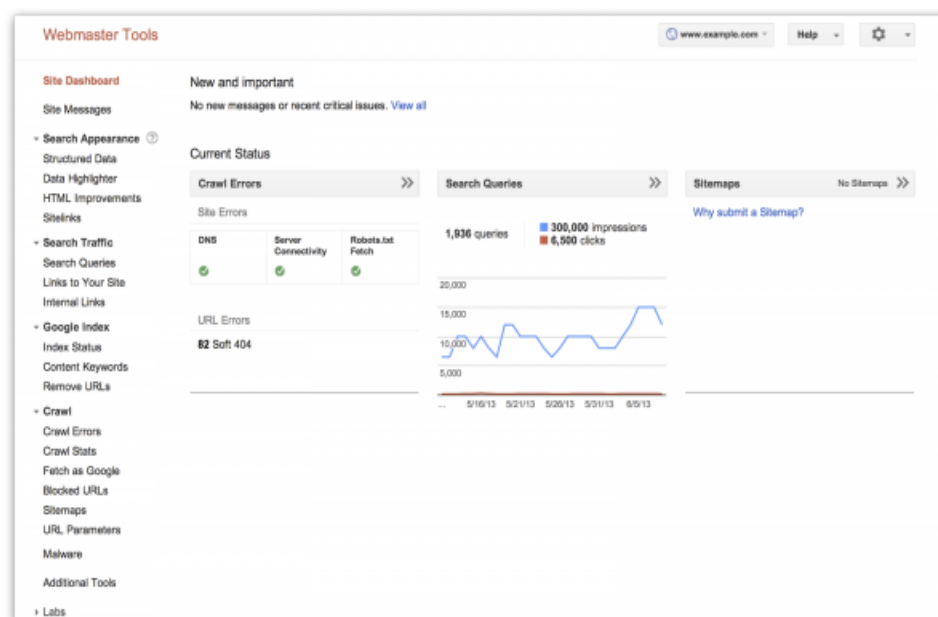 Webmaster Tools
www.example.com
Help
Site Dashboard
Site Messages
Search Appearance
Structured Data
Data Highlighter
HTML Improvements
Sitelinks
Search Traffic
Search Queries
Links to Your Site
Internal Links
Google Index
Index Status
Content Keywords
Remove URLs
Crawl
Crawl Errors
Crawl Stats
Fetch as Google
Blocked URLs
Sitemaps
URL Parameters
Malware
Additional Tools
Labs
New and important
No new messages or recent critical issues. View all
Current Status
Crawl Errors
Site Errors
DNS
Server
Connectivity
Robots.txt
Fetch
URL Errors
82 Soft 404
Search Queries
1,936 queries
300,000 impressions
6,500 clicks
20,000
15,000
10,000
5,000
... 5/16/13 5/21/13 5/26/13 5/31/13 6/5/13
Sitemaps
No Sitemaps
Why submit a Sitemap?